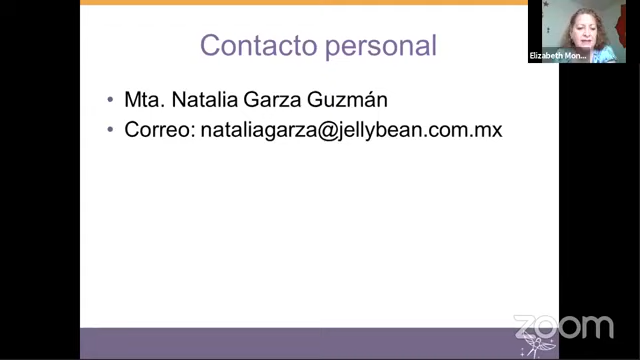 Contacto personal
Elizabeth Mon...
• Mta. Natalia Garza Guzmán
• Correo: nataliagarza@jellybean.com.mx
zoom